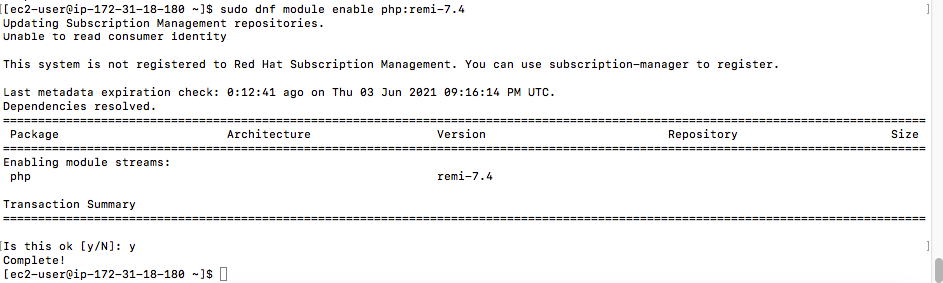 [[ec2-user@ip-172-31-18-180 ~]$ sudo dnf module enable php:remi-7.4 ]
Updating Subscription Management repositories.
Unable to read consumer identity
This system is not registered to Red Hat Subscription Management. You can use subscription-manager to register.
Last metadata expiration check: 0:12:41 ago on Thu 03 Jun 2021 09:16:14 PM UTC.
Dependencies resolved.
================================================================================
Package Architecture Version Repository Size
================================================================================
Enabling module streams:
php remi-7.4
Transaction Summary
================================================================================
[Is this ok [y/N]: y ]
Complete!
[ec2-user@ip-172-31-18-180 ~]$